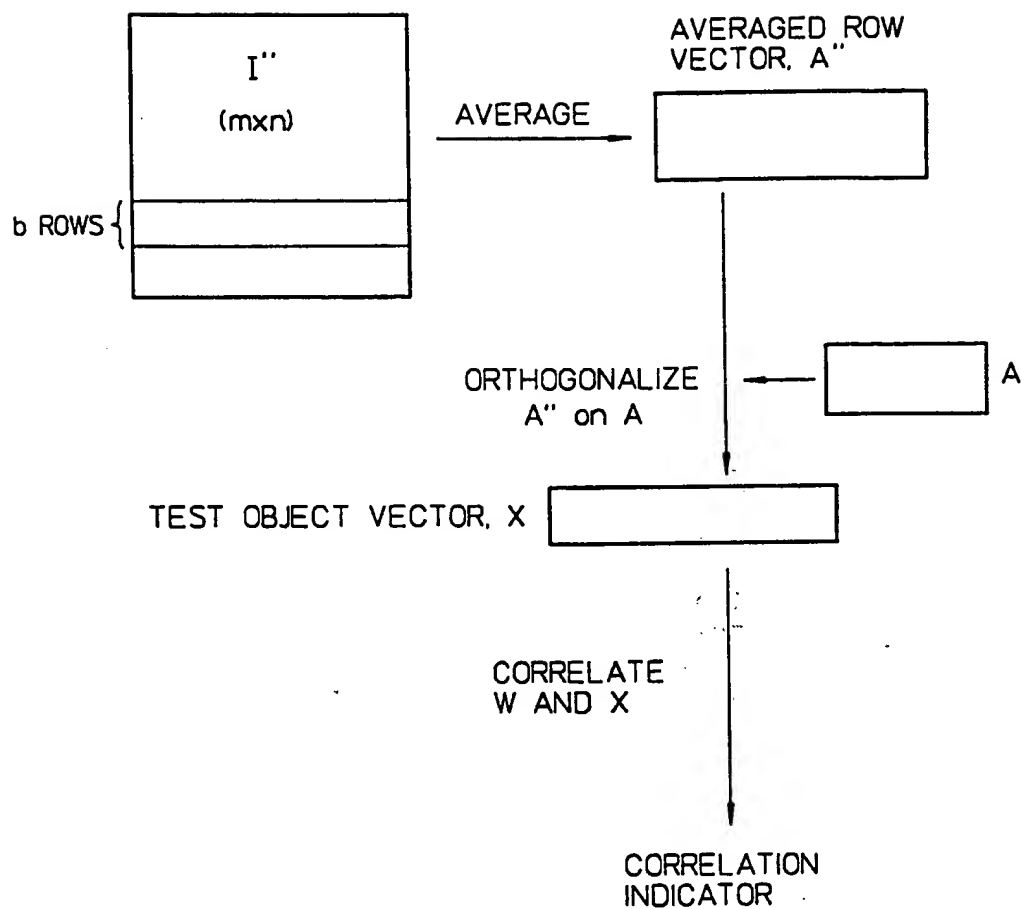 I''
(mxn)
b ROWS
AVERAGE
AVERAGED ROW
VECTOR, A''
ORTHOGONALIZE
A'' on A
A
TEST OBJECT VECTOR, X
CORRELATE
W AND X
CORRELATION
INDICATOR